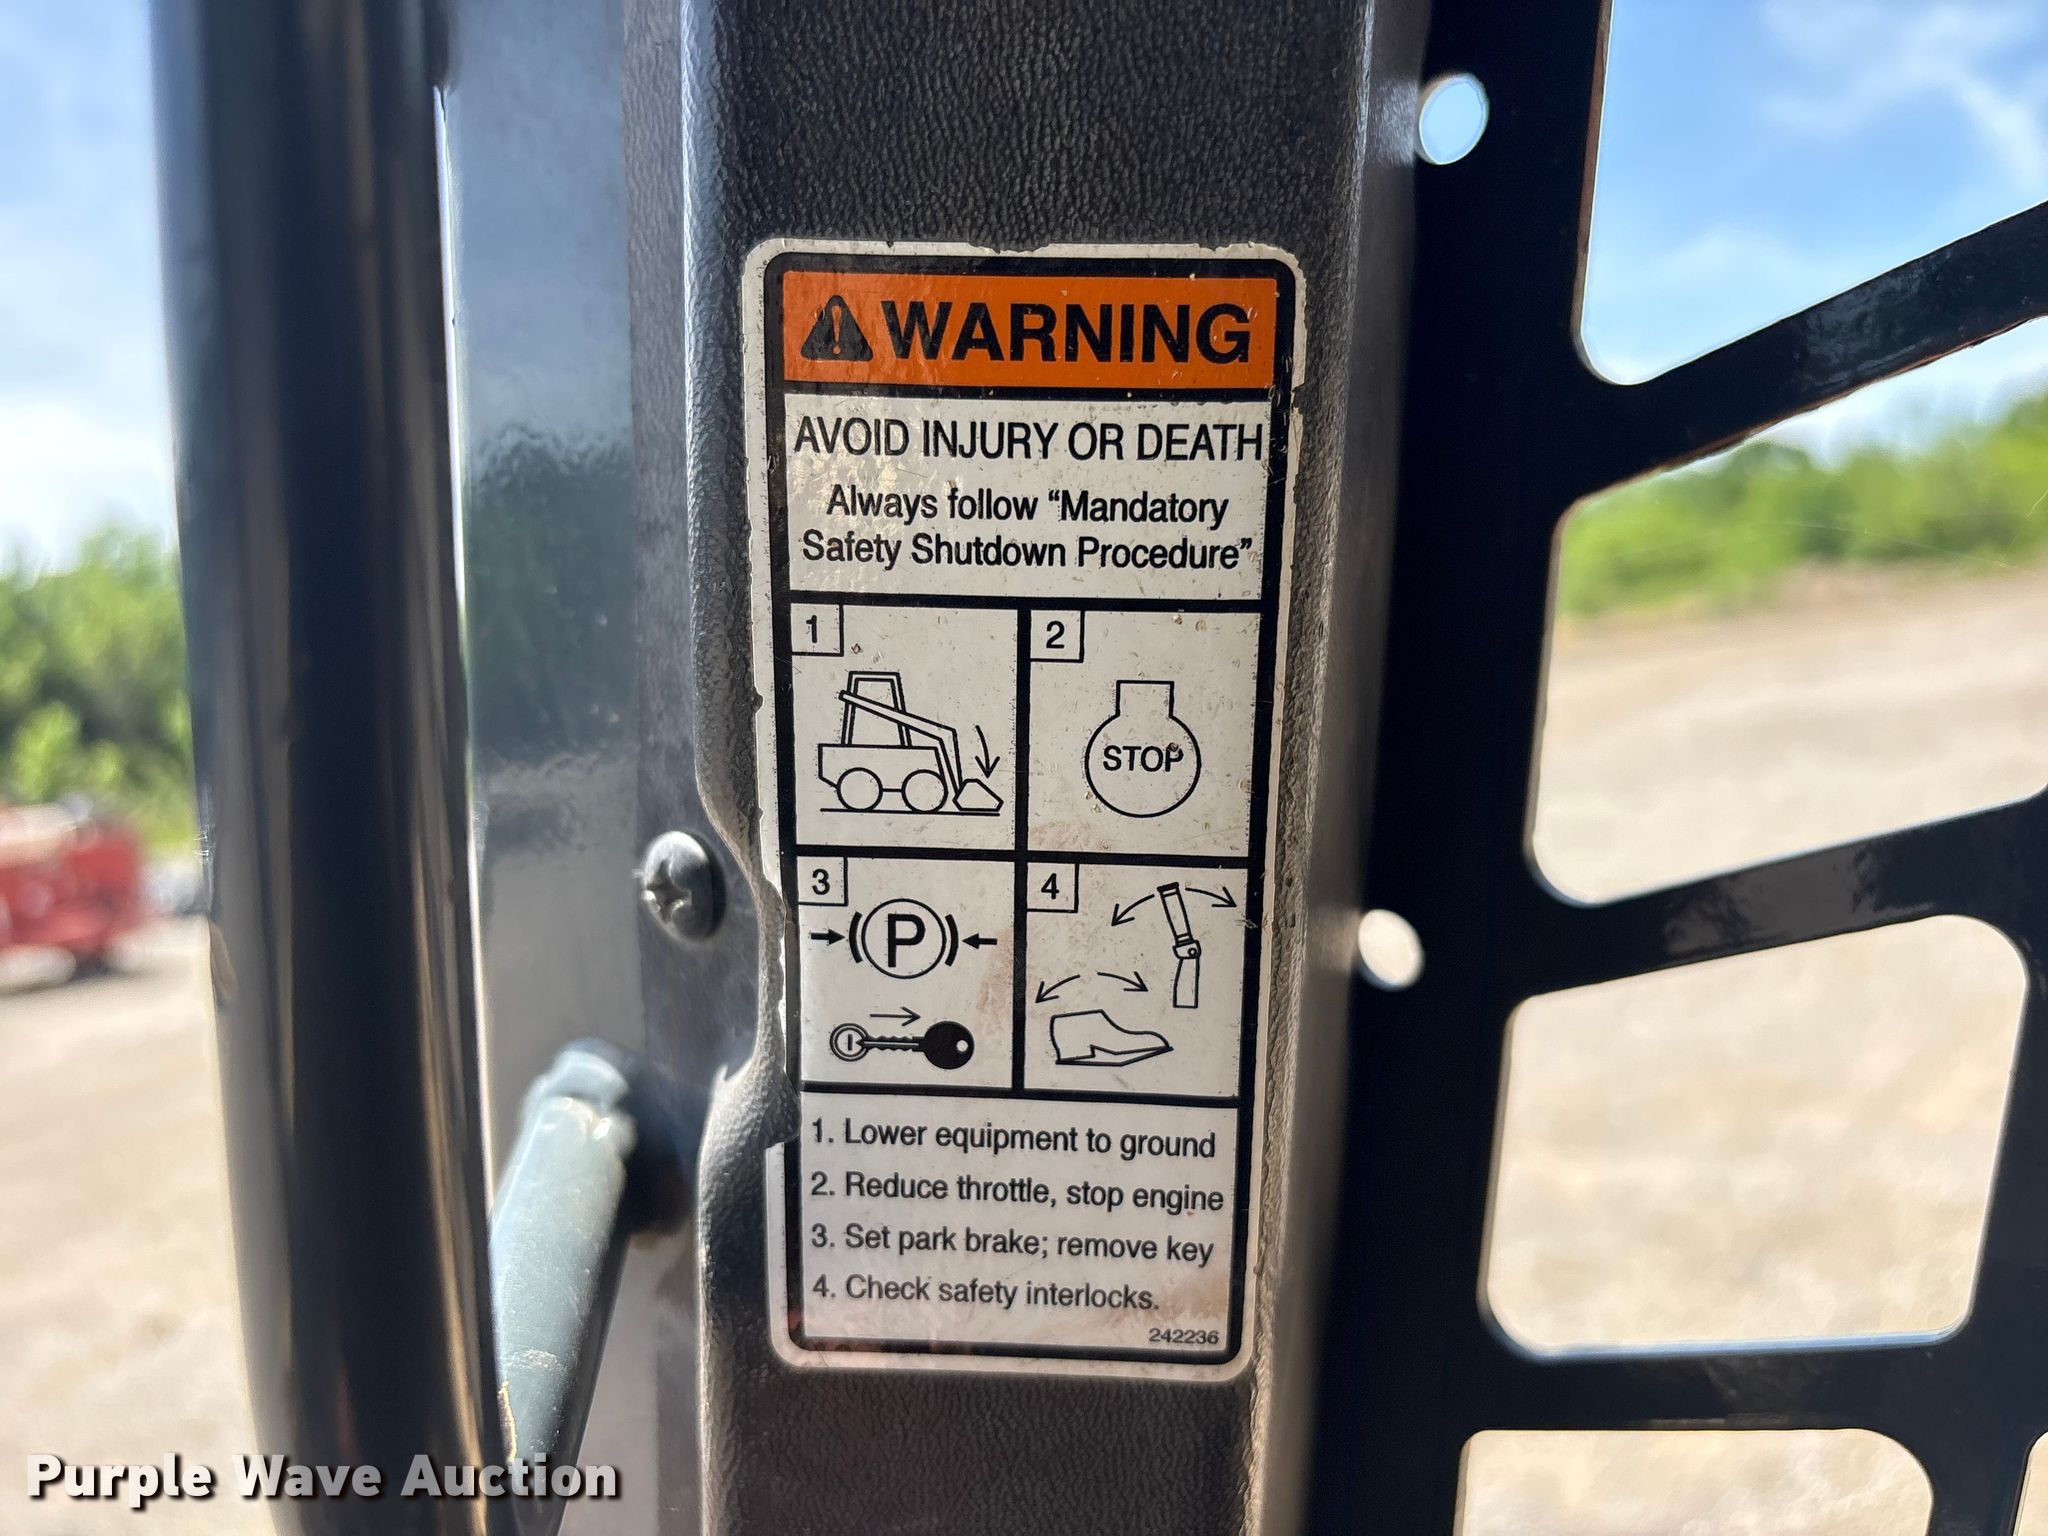 WARNING
AVOID INJURY OR DEATH
Always follow “Mandatory
Safety Shutdown Procedure”
1
2
STOP
3
P
4
1. Lower equipment to ground
2. Reduce throttle, stop engine
3. Set park brake; remove key
4. Check safety interlocks.
242236
Purple Wave Auction